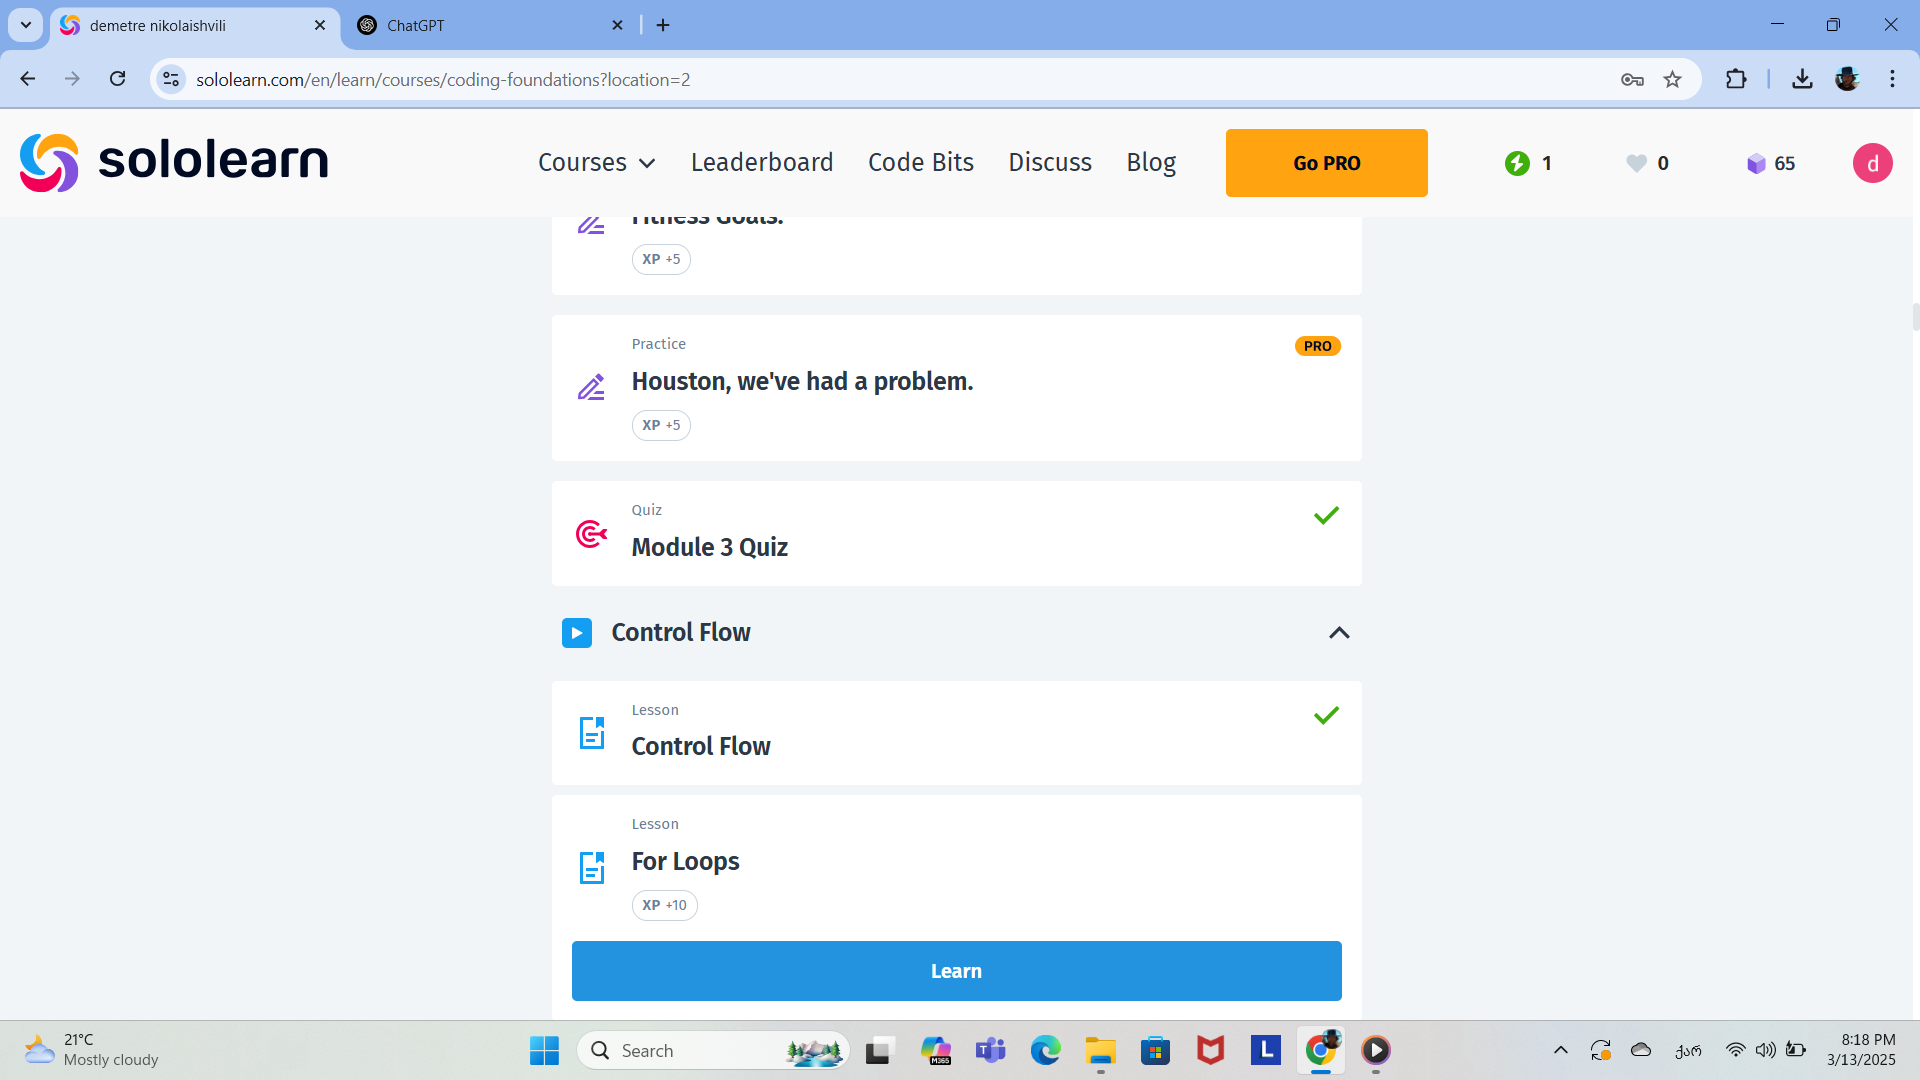 demetre nikolaishvili
ChatGPT
sololearn.com/en/learn/courses/coding-foundations?location=2
sololearn
Courses
Leaderboard
Code Bits
Discuss
Blog
Go PRO
1
0
65
d
Fitness Goals.
XP +5
Practice
PRO
Houston, we've had a problem.
XP +5
Quiz
Module 3 Quiz
Control Flow
Lesson
Control Flow
Lesson
For Loops
XP +10
Learn
21°C
Mostly cloudy
Search
M365
L
ქარ
8:18 PM
3/13/2025